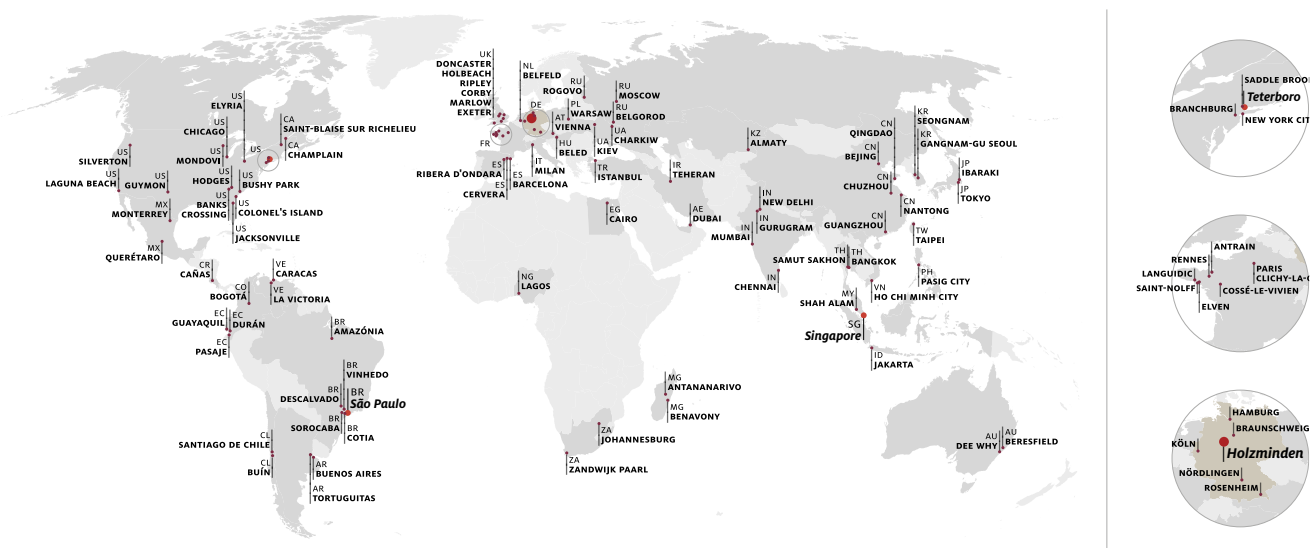 UK
DONCASTER
HOLBEACH
RIPLEY
CORBY
MARLOW
EXETER
NL
BELFELD
RU
ROGOVO
RU
MOSCOW
DE
PL
WARSAW
RU
BELGOROD
AT
VIENNA
UA
CHARKIW
UA
KIEV
HU
BELED
FR
IT
MILAN
TR
ISTANBUL
ES
RIBERA D'ONDARA
ES
BARCELONA
ES
CERVERA
US
ELYRIA
US
CHICAGO
CA
SAINT-BLAISE SUR RICHELIEU
CA
CHAMPLAIN
US
US
SILVERTON
US
MONDOVI
US
LAGUNA BEACH
US
GUYMON
US
HODGES
US
BUSHY PARK
MX
MONTERREY
US
BANKS
CROSSING
US
COLONEL'S ISLAND
US
JACKSONVILLE
MX
QUERÉTARO
CR
CAÑAS
VE
CARACAS
CO
BOGOTÁ
VE
LA VICTORIA
EC
GUAYAQUIL
EC
DURÁN
EC
PASAJE
BR
AMAZÓNIA
BR
VINHEDO
BR
DESCALVADO
BR
São Paulo
BR
SOROCABA
BR
COTIA
CL
SANTIAGO DE CHILE
CL
BUÍN
AR
BUENOS AIRES
AR
TORTUGUITAS
EG
CAIRO
NG
LAGOS
MG
ANTANANARIVO
MG
BENAVONY
ZA
JOHANNESBURG
ZA
ZANDWIJK PAARL
KZ
ALMATY
IR
TEHERAN
AE
DUBAI
IN
NEW DELHI
IN
GURUGRAM
IN
MUMBAI
IN
CHENNAI
CN
QINGDAO
KR
SEONGNAM
KR
GANGNAM-GU SEOUL
CN
BEJING
JP
IBARAKI
CN
CHUZHOU
JP
TOKYO
CN
NANTONG
CN
GUANGZHOU
TW
TAIPEI
TH
SAMUT SAKHON
TH
BANGKOK
PH
PASIG CITY
VN
HO CHI MINH CITY
MY
SHAH ALAM
SG
Singapore
ID
JAKARTA
AU
DEE WHY
AU
BERESFIELD
SADDLE BROO
Teterboro
BRANCHBURG
NEW YORK CIT
ANTRAIN
RENNES
PARIS
LANGUIDIC
CLICHY-LA-G
SAINT-NOLFF
COSSÉ-LE-VIVIEN
ELVEN
HAMBURG
BRAUNSCHWEIG
KÖLN
Holzminden
NÖRDLINGEN
ROSENHEIM